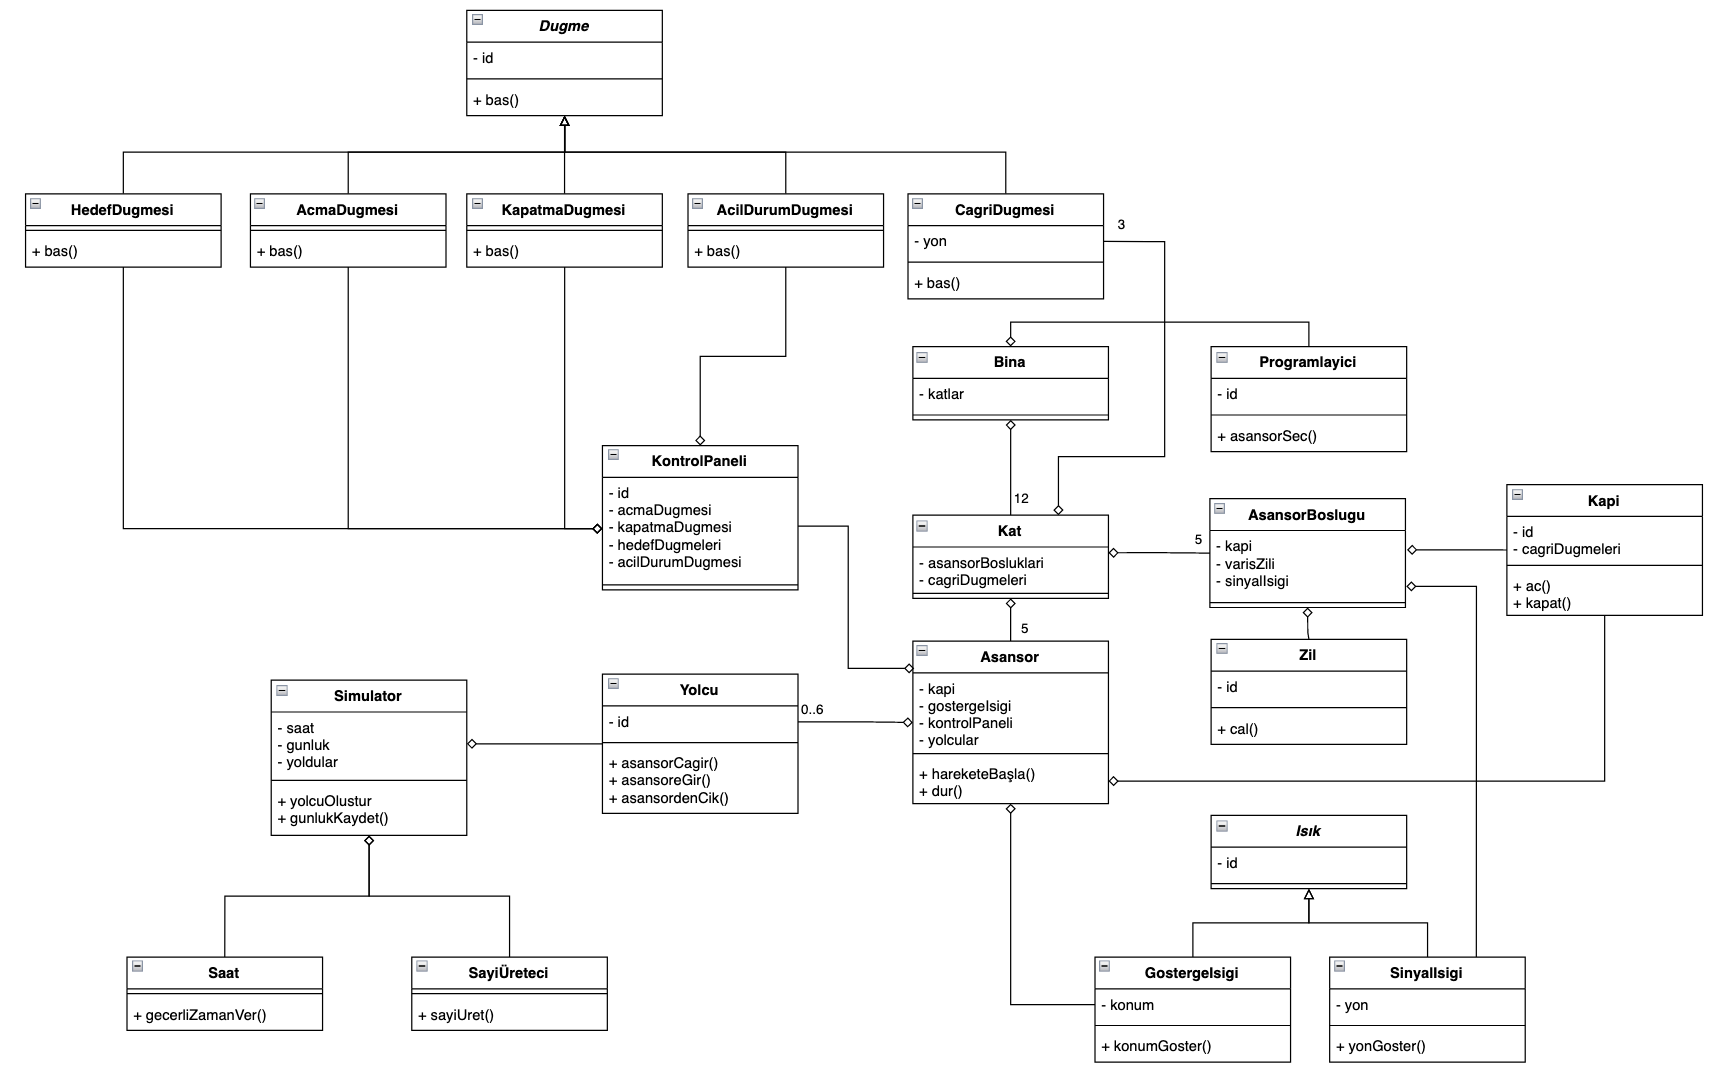 Dugme
- id
+ bas()
HedefDugmesi
+ bas()
AcmaDugmesi
+ bas()
KapatmaDugmesi
+ bas()
AcilDurumDugmesi
+ bas()
CagriDugmesi
- yon
+ bas()
3
Bina
- katlar
Programlayici
- id
+ asansorSec()
KontrolPaneli
- id
- acmaDugmesi
- kapatmaDugmesi
- hedefDugmeleri
- acilDurumDugmesi
12
Kat
- asansorBosluklari
- cagriDugmeleri
5
AsansorBoslugu
- kapi
- varisZili
- sinyalIsigi
Kapi
- id
- cagriDugmeleri
+ ac()
+ kapat()
5
Asansor
- kapi
- gostergeIsigi
- kontrolPaneli
- yolcular
+ hareketeBaşla()
+ dur()
Zil
- id
+ cal()
Simulator
- saat
- gunluk
- yoldular
+ yolcuOlustur
+ gunlukKaydet()
Yolcu
- id
+ asansorCagir()
+ asansoreGir()
+ asansordenCik()
0..6
Isık
- id
Saat
+ gecerliZamanVer()
SayiÜreteci
+ sayiUret()
GostergeIsigi
- konum
+ konumGoster()
SinyalIsigi
- yon
+ yonGoster()